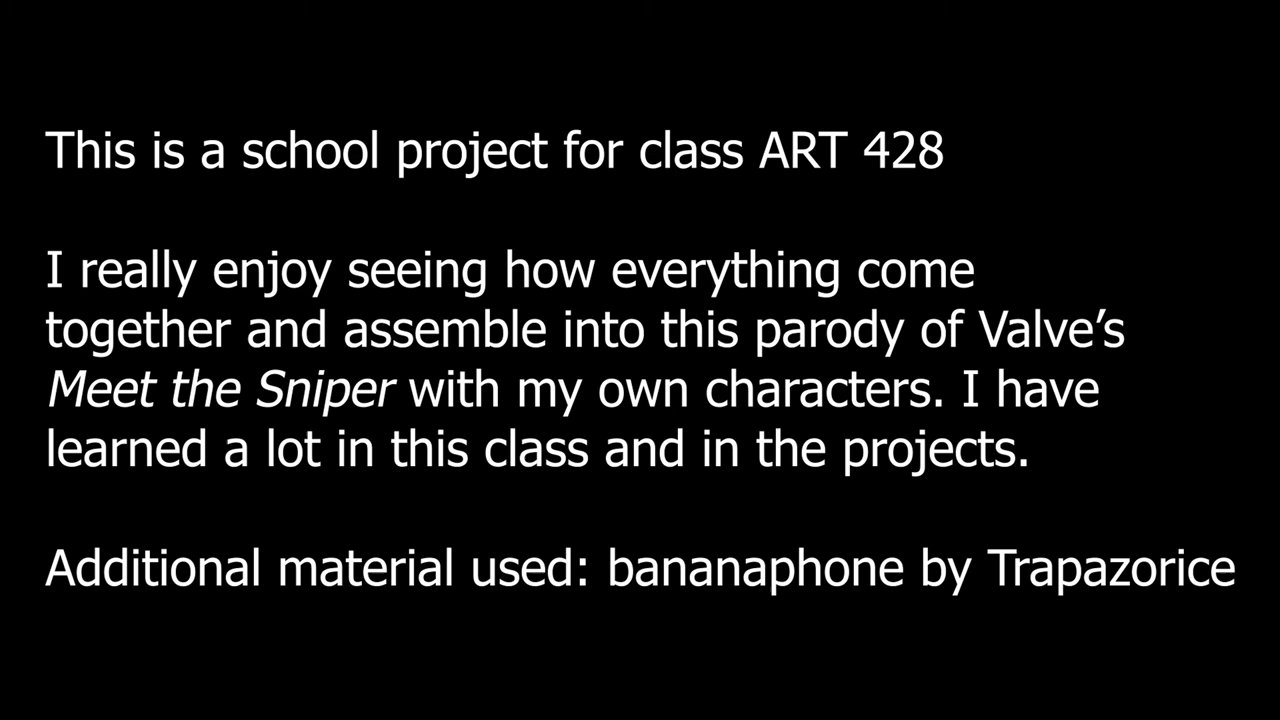 This is a school project for class ART 428
I really enjoy seeing how everything come
together and assemble into this parody of Valve’s
Meet the Sniper with my own characters. I have
learned a lot in this class and in the projects.
Additional material used: bananaphone by Trapazorice